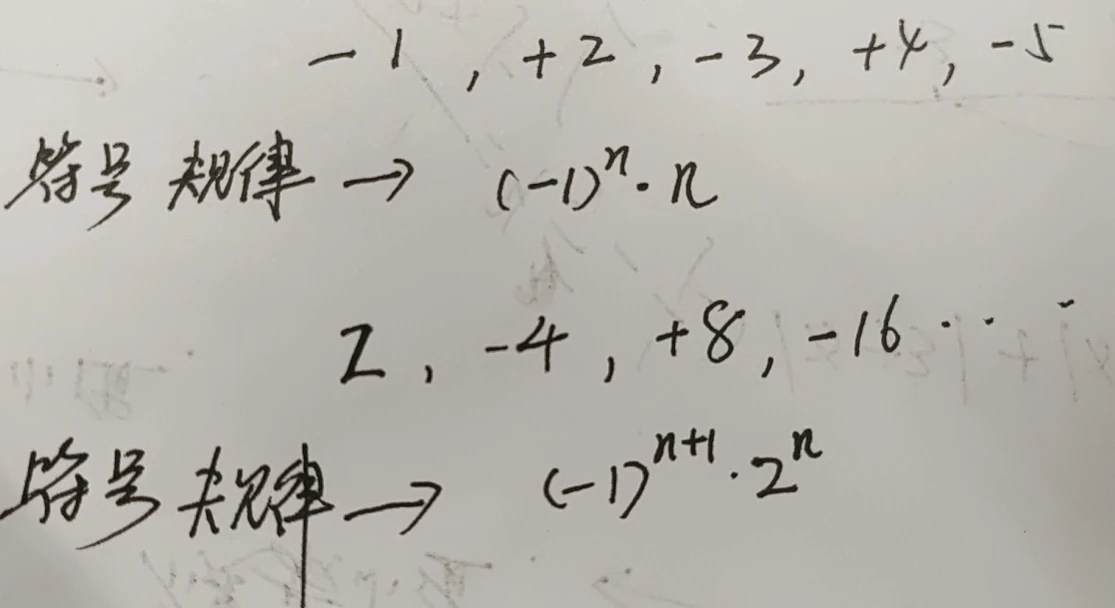 -1, +2, -3, +4, -5
符号规律 → (-1)ⁿ·n
2, -4, +8, -16 ···
符号规律 → (-1)ⁿ⁺¹·2ⁿ